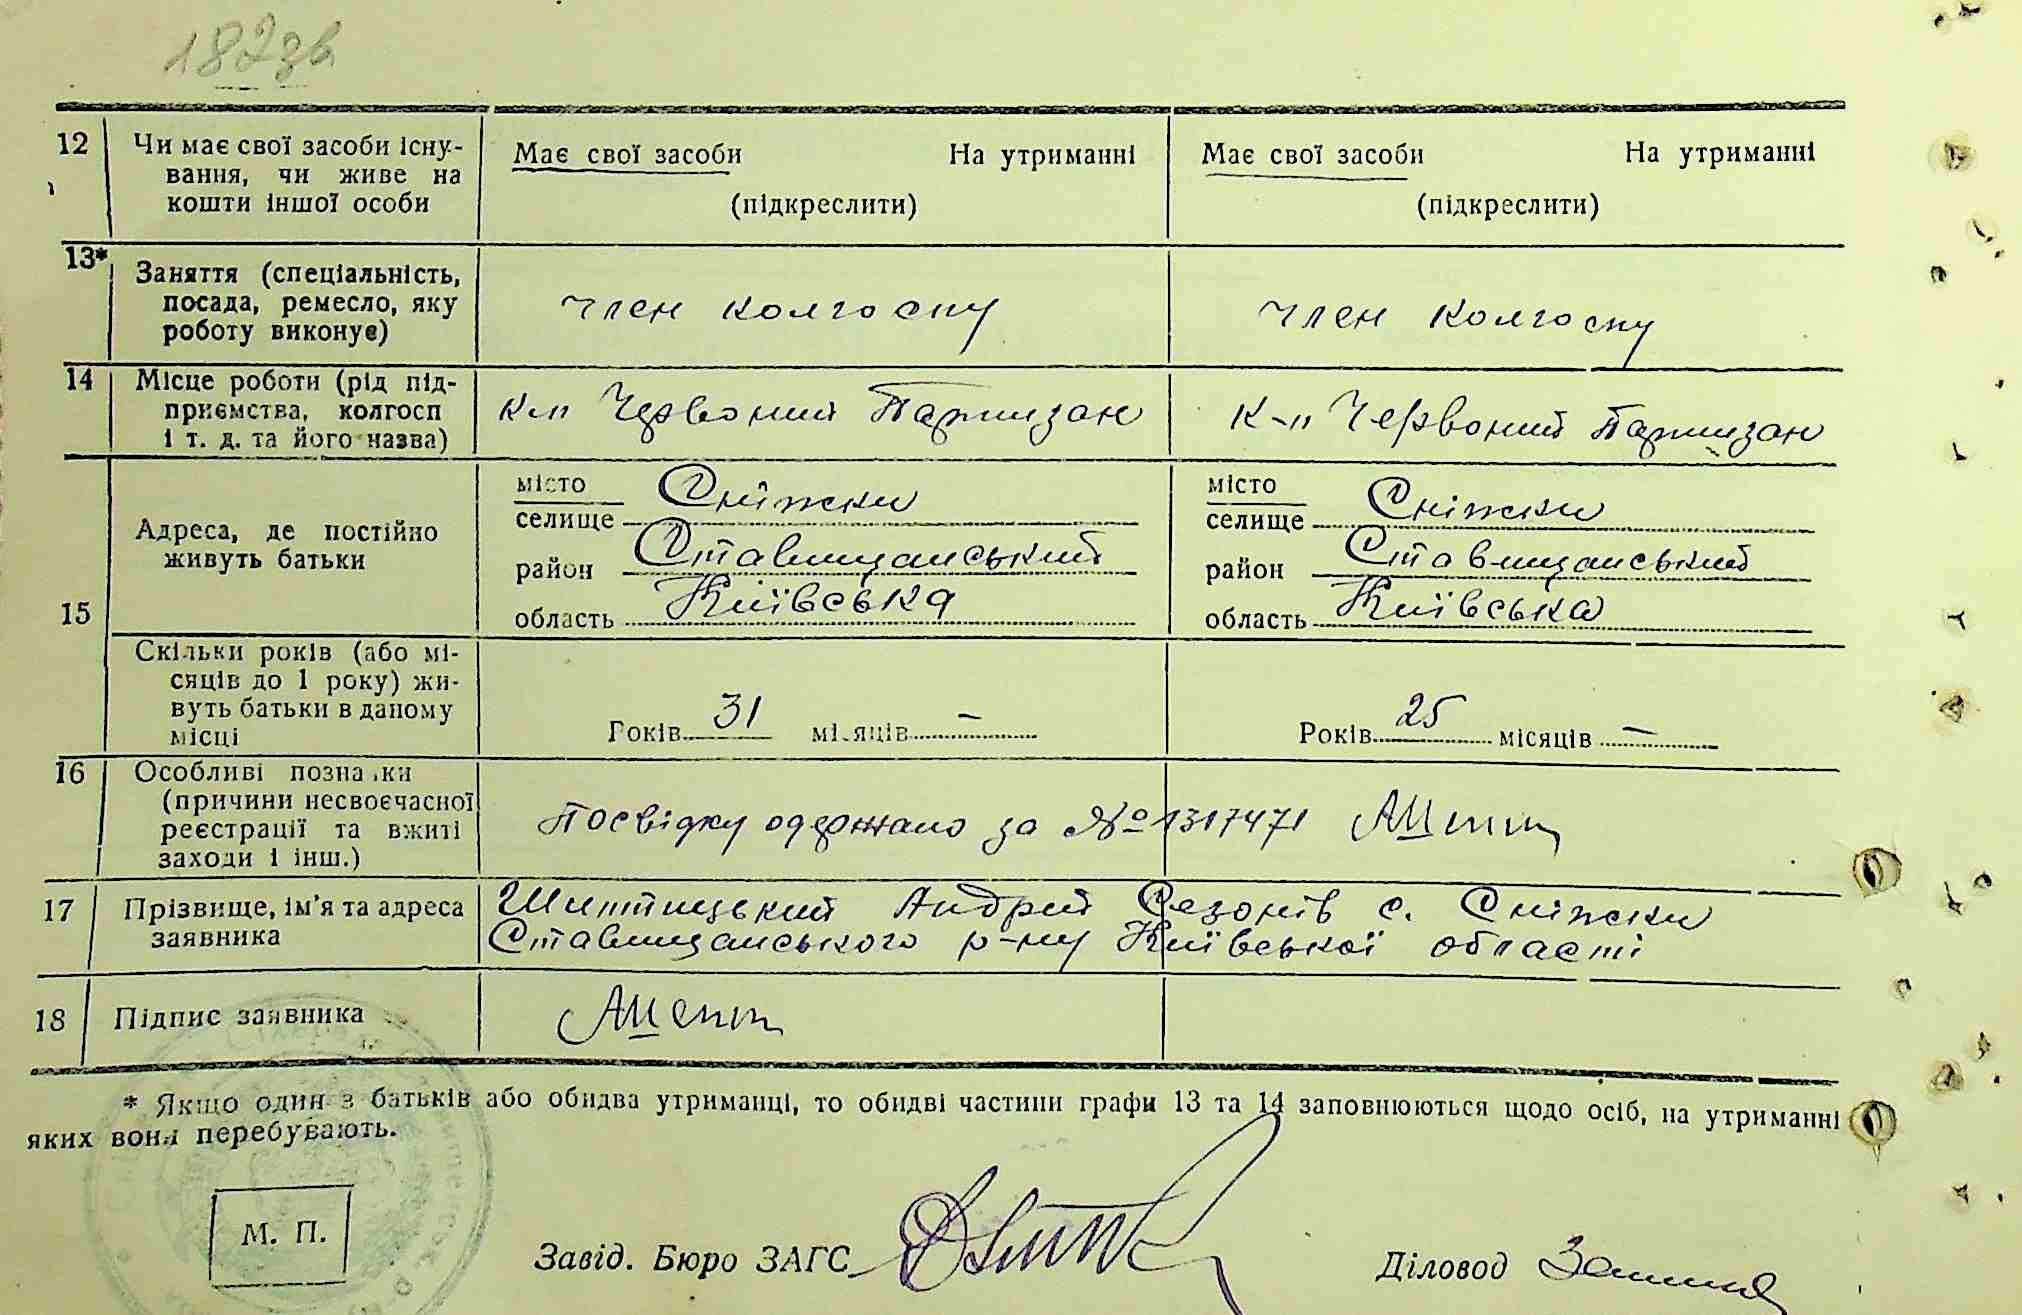 182зв
12 Чи має свої засоби існу-
вання, чи живе на
кошти іншої особи
Має свої засоби На утриманні
(підкреслити)
Має свої засоби На утриманні
(підкреслити)
13* Заняття (спеціальність,
посада, ремесло, яку
роботу виконує)
член колгоспу
член колгоспу
14 Місце роботи (рід під-
приємства, колгосп
і т. д. та його назва)
к-п Червоний Партизан
к-п Червоний Партизан
15
Адреса, де постійно
живуть батьки
місто
селище Сніжки
район Ставищанський
область Київська
місто
селище Сніжки
район Ставищанський
область Київська
Скільки років (або мі-
сяців до 1 року) жи-
вуть батьки в даному
місці
Років 31 місяців –
Років 25 місяців –
16 Особливі познаки
(причини несвоєчасної
реєстрації та вжиті
заходи і інш.)
Посвідку одержано за № 1317471
17 Прізвище, ім'я та адреса
заявника
Андрій Сезонів с. Сніжки
Ставищанського р-ну Київської області
18 Підпис заявника
* Якщо один з батьків або обидва утриманці, то обидві частини графи 13 та 14 заповнюються щодо осіб, на утриманні
яких вони перебувають.
М. П.
Завід. Бюро ЗАГС
Діловод